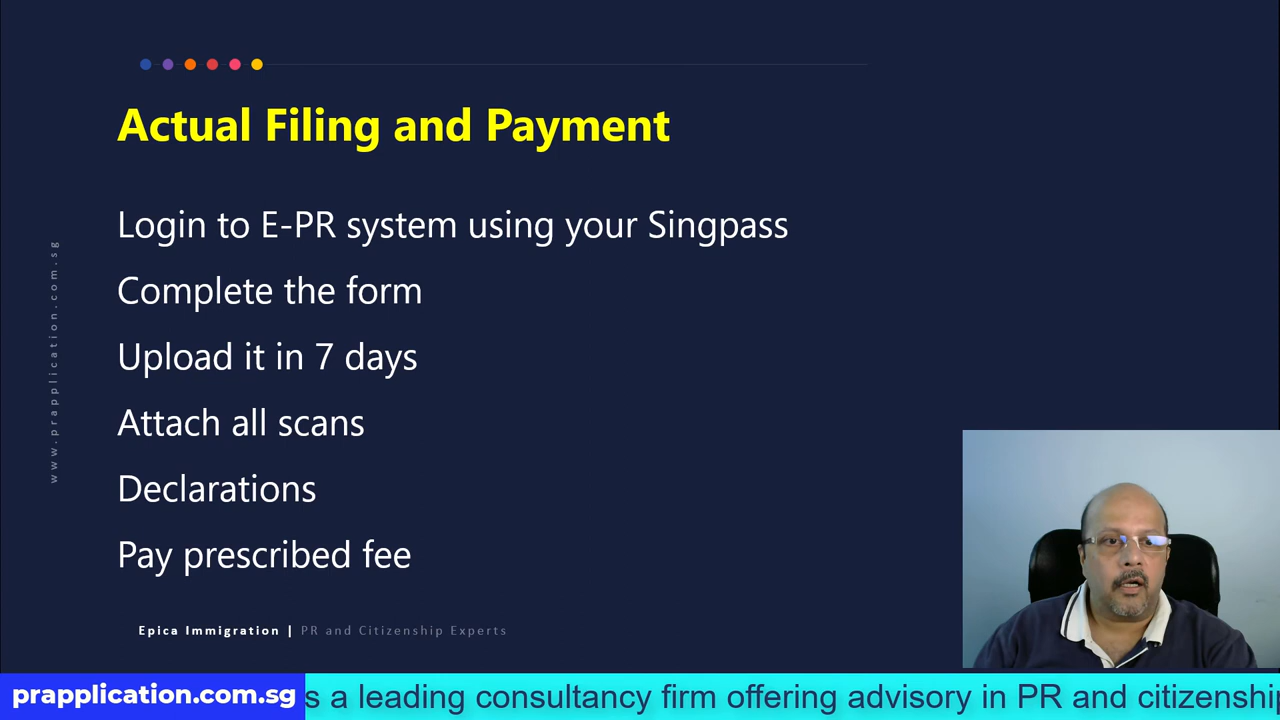 Actual Filing and Payment
Login to E-PR system using your Singpass
Complete the form
Upload it in 7 days
Attach all scans
Declarations
Pay prescribed fee
www.prapplication.com.sg
Epica Immigration | PR and Citizenship Experts
prapplication.com.sg
s a leading consultancy firm offering advisory in PR and citizenship